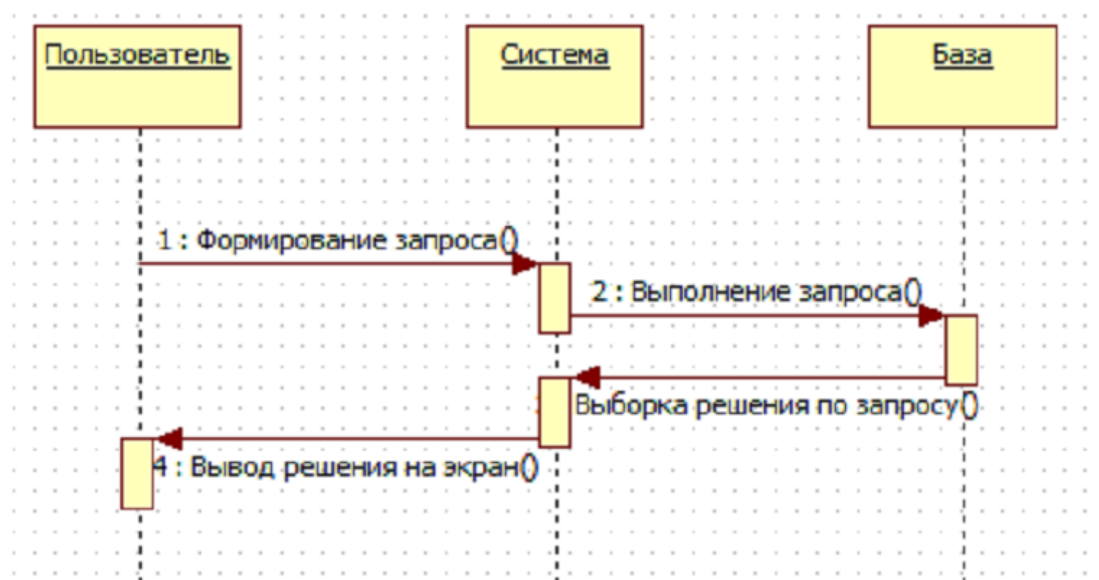 Пользователь
Система
База
1 : Формирование запроса()
2 : Выполнение запроса()
Выборка решения по запросу()
4 : Вывод решения на экран()